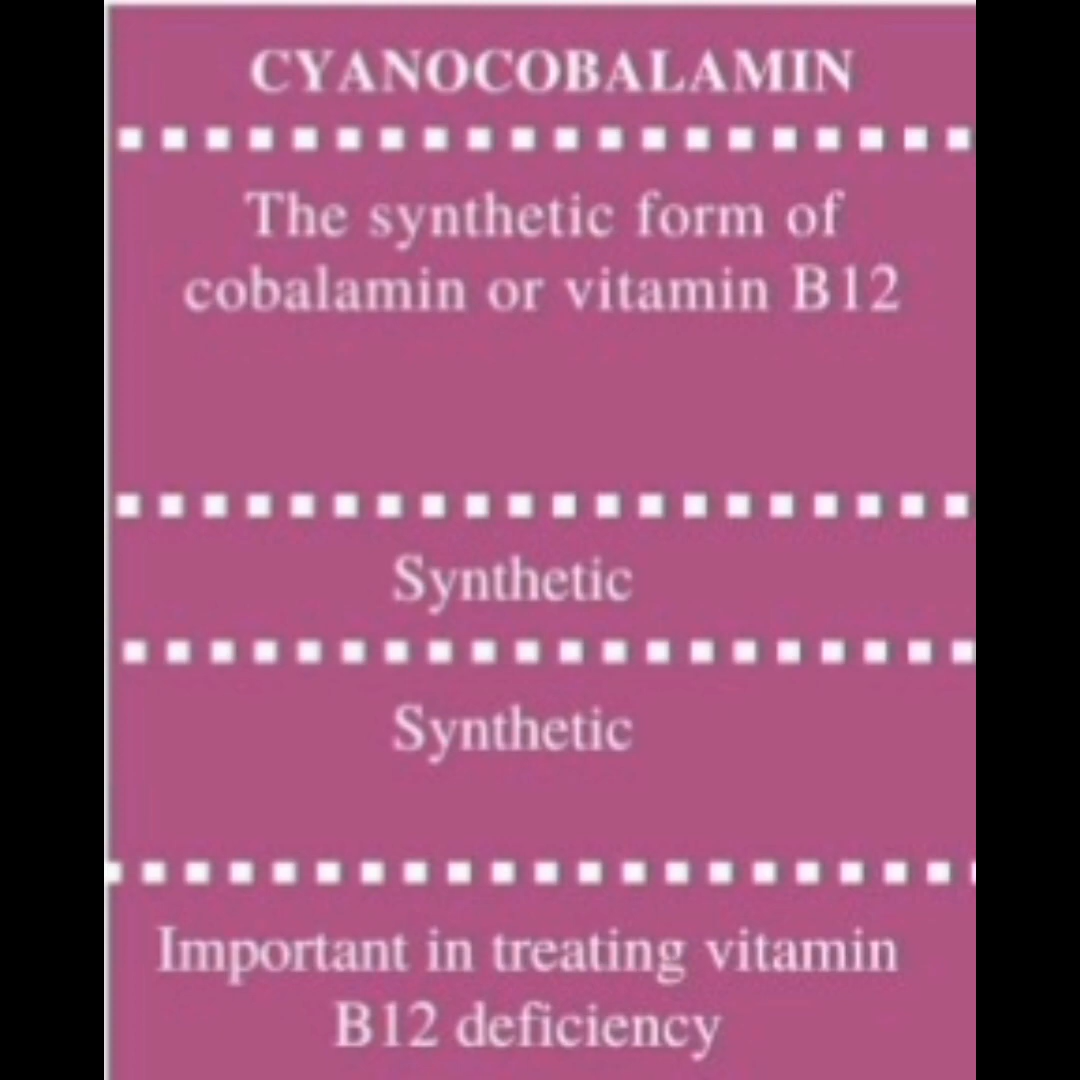 CYANOCOBALAMIN
The synthetic form of
cobalamin or vitamin B12
Synthetic
Synthetic
Important in treating vitamin
B12 deficiency